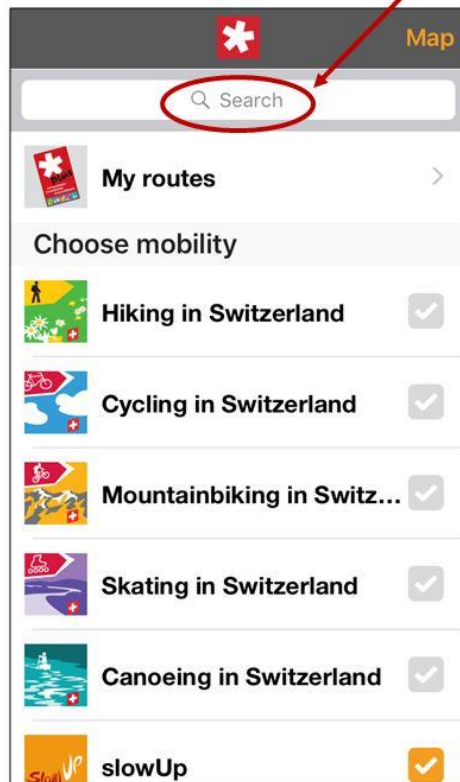 Map
Search
My routes
Choose mobility
Hiking in Switzerland
Cycling in Switzerland
Mountainbiking in Switz...
Skating in Switzerland
Canoeing in Switzerland
SlowUp
slowUp